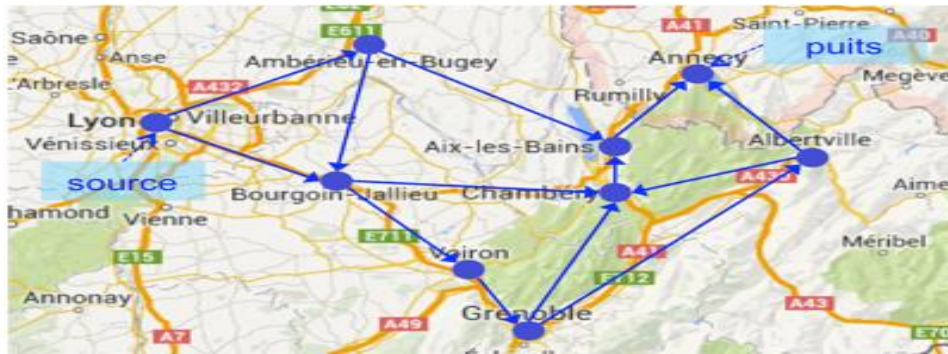 E611
A41
Saint-Pierre
A40
Saône
Anse
Ambérieu-en-Bugey
Annecy
puits
L'Arbresle
A432
Rumilly
Megève
Lyon
Villeurbanne
Vénissieux
Aix-les-Bains
Albertville
source
Bourgoin-Jallieu
Chambéry
A430
Aime
Vienne
E711
Voiron
A41
Méribel
E15
E712
Annonay
Grenoble
A49
A43
A7
E70